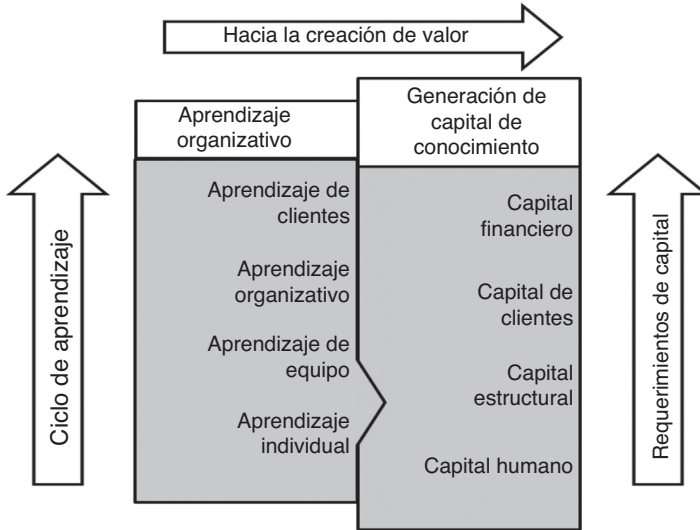 Hacia la creación de valor
Aprendizaje
organizativo
Generación de
capital de
conocimiento
Ciclo de aprendizaje
Aprendizaje de
clientes
Aprendizaje
organizativo
Aprendizaje de
equipo
Aprendizaje
individual
Capital
financiero
Capital de
clientes
Capital
estructural
Capital humano
Requerimientos de capital